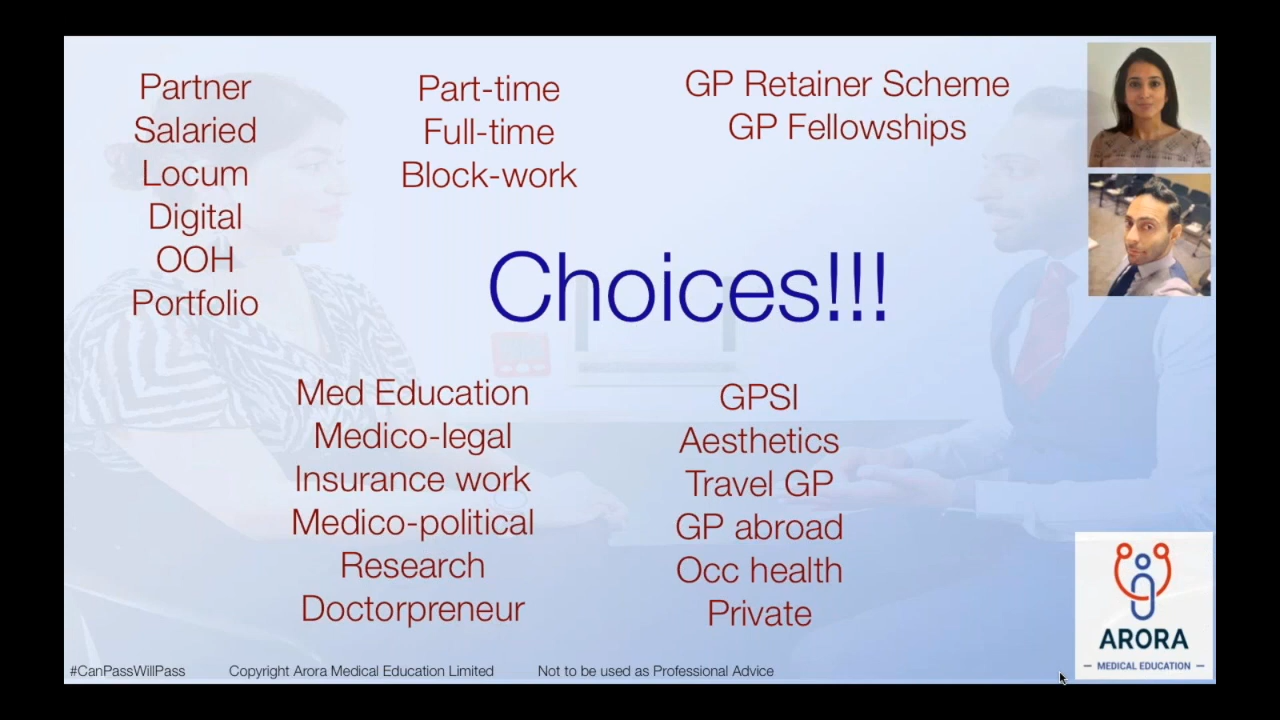 Partner
Salaried
Locum
Digital
OOH
Portfolio
Part-time
Full-time
Block-work
GP Retainer Scheme
GP Fellowships
Choices!!!
Med Education
Medico-legal
Insurance work
Medico-political
Research
Doctorpreneur
GPSI
Aesthetics
Travel GP
GP abroad
Occ health
Private
ARORA
MEDICAL EDUCATION
#CanPassWillPass Copyright Arora Medical Education Limited Not to be used as Professional Advice